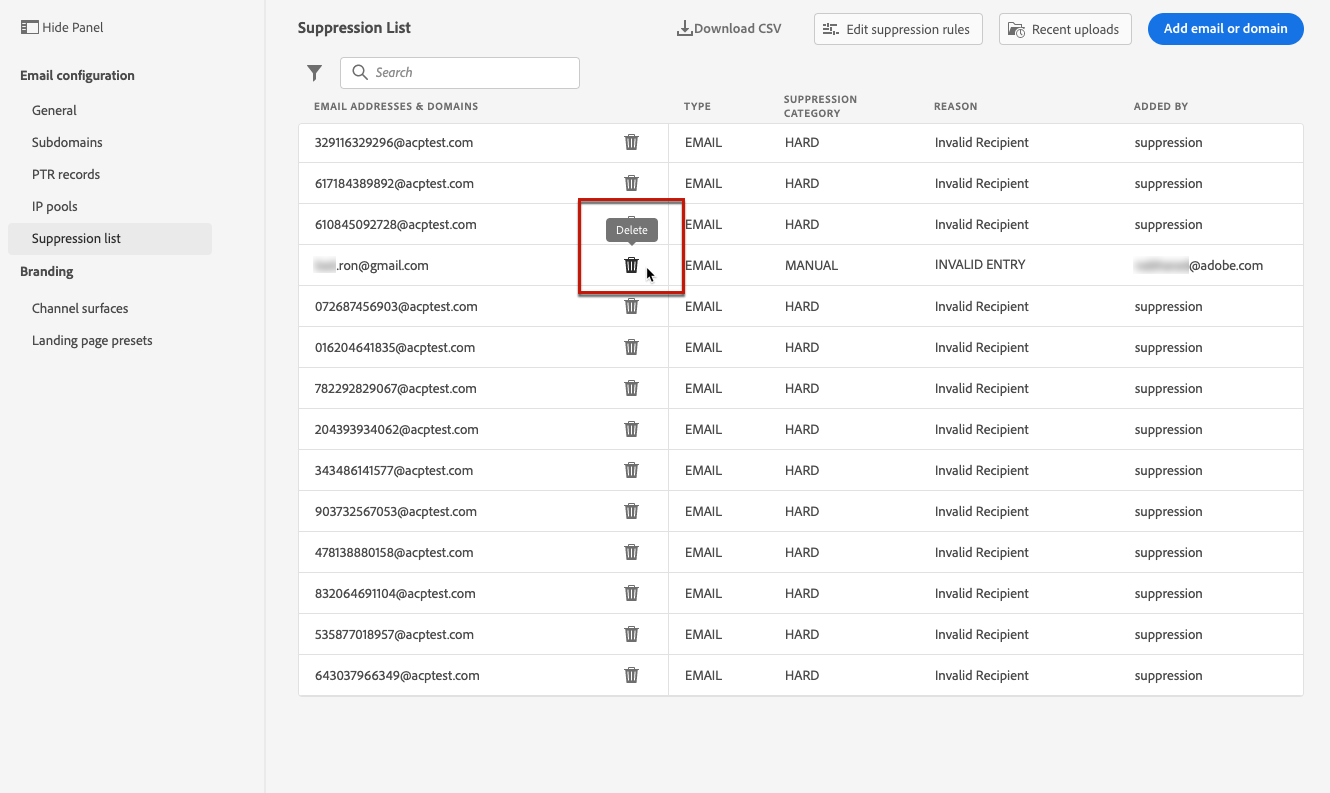 Hide Panel
Email configuration
General
Subdomains
PTR records
IP pools
Suppression list
Branding
Channel surfaces
Landing page presets
Suppression List
Download CSV
Edit suppression rules
Recent uploads
Add email or domain
Search
EMAIL ADDRESSES & DOMAINS TYPE SUPPRESSION CATEGORY REASON ADDED BY
329116329296@acptest.com EMAIL HARD Invalid Recipient suppression
617184389892@acptest.com EMAIL HARD Invalid Recipient suppression
610845092728@acptest.com EMAIL HARD Invalid Recipient suppression
Delete
.ron@gmail.com EMAIL MANUAL INVALID ENTRY @adobe.com
072687456903@acptest.com EMAIL HARD Invalid Recipient suppression
016204641835@acptest.com EMAIL HARD Invalid Recipient suppression
782292829067@acptest.com EMAIL HARD Invalid Recipient suppression
204393934062@acptest.com EMAIL HARD Invalid Recipient suppression
343486141577@acptest.com EMAIL HARD Invalid Recipient suppression
903732567053@acptest.com EMAIL HARD Invalid Recipient suppression
478138880158@acptest.com EMAIL HARD Invalid Recipient suppression
832064691104@acptest.com EMAIL HARD Invalid Recipient suppression
535877018957@acptest.com EMAIL HARD Invalid Recipient suppression
643037966349@acptest.com EMAIL HARD Invalid Recipient suppression